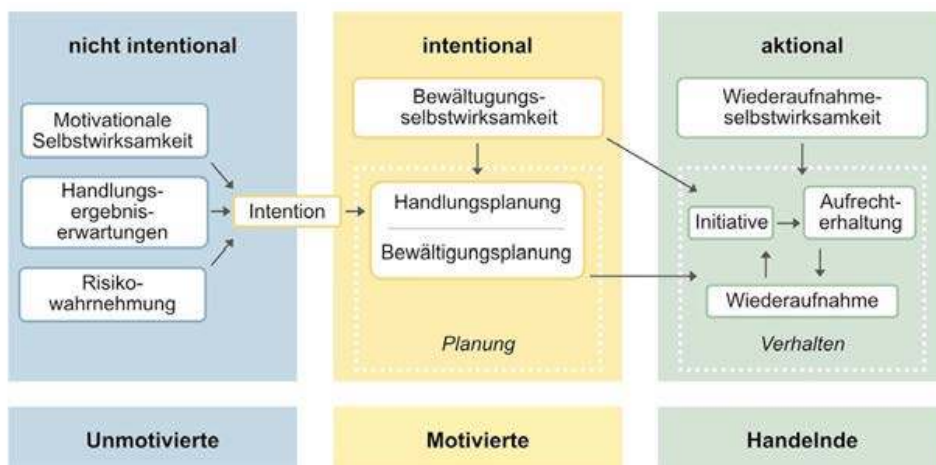 nicht intentional
Motivationale
Selbstwirksamkeit
Handlungs-
ergebnis-
erwartungen
Risiko-
wahrnehmung
Intention
Unmotivierte
intentional
Bewältugungs-
selbstwirksamkeit
Handlungsplanung
Bewältigungsplanung
Planung
Motivierte
aktional
Wiederaufnahme-
selbstwirksamkeit
Initiative
Aufrecht-
erhaltung
Wiederaufnahme
Verhalten
Handelnde